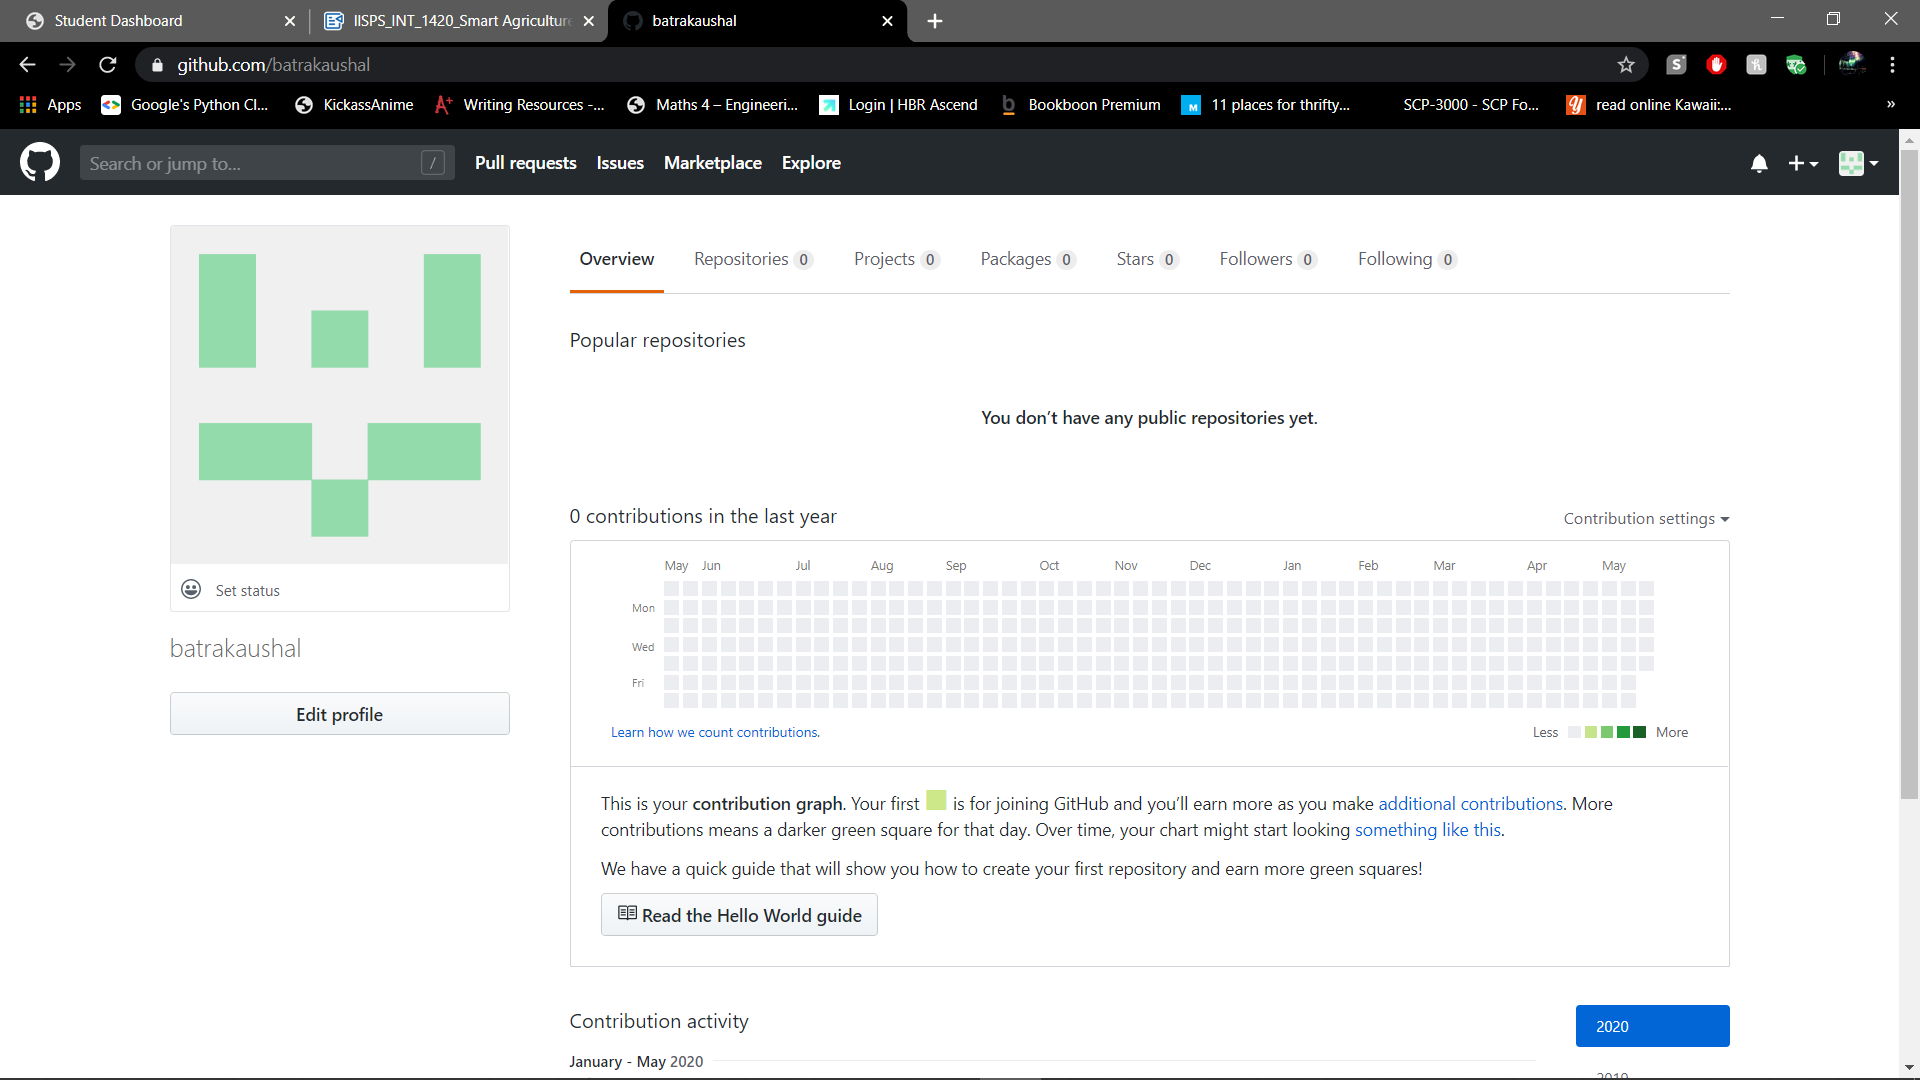 Student Dashboard
IISPS_INT_1420_Smart Agriculture
batrakaushal
github.com/batrakaushal
Apps
Google's Python Cl...
KickassAnime
Writing Resources -...
Maths 4 – Engineeri...
Login | HBR Ascend
Bookboon Premium
11 places for thrifty...
SCP-3000 - SCP Fo...
read online Kawaii:...
»
Search or jump to...
/
Pull requests
Issues
Marketplace
Explore
Overview
Repositories 0
Projects 0
Packages 0
Stars 0
Followers 0
Following 0
Popular repositories
You don’t have any public repositories yet.
Set status
batrakaushal
Edit profile
0 contributions in the last year
Contribution settings
May Jun Jul Aug Sep Oct Nov Dec Jan Feb Mar Apr May
Mon
Wed
Fri
Learn how we count contributions.
Less More
This is your contribution graph. Your first is for joining GitHub and you’ll earn more as you make additional contributions. More
contributions means a darker green square for that day. Over time, your chart might start looking something like this.
We have a quick guide that will show you how to create your first repository and earn more green squares!
Read the Hello World guide
Contribution activity
2020
January - May 2020